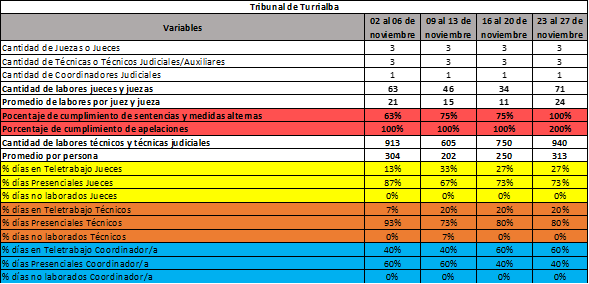 Tribunal de Turrialba
Variables 02 al 06 de noviembre 09 al 13 de noviembre 16 al 20 de noviembre 23 al 27 de noviembre
Cantidad de Juezas o Jueces 3 3 3 3
Cantidad de Técnicas o Técnicos Judiciales/Auxiliares 3 3 3 3
Cantidad de Coordinadores Judiciales 1 1 1 1
Cantidad de labores jueces y juezas 63 46 34 71
Promedio de labores por juez y jueza 21 15 11 24
Pocentaje de cumplimiento de sentencias y medidas alternas 63% 75% 75% 100%
Porcentaje de cumplimiento de apelaciones 100% 100% 100% 200%
Cantidad de labores técnicos y técnicas judiciales 913 605 750 940
Promedio por persona 304 202 250 313
% días en Teletrabajo Jueces 13% 33% 27% 27%
% días Presenciales Jueces 87% 67% 73% 73%
% días no laborados Jueces 0% 0% 0% 0%
% días en Teletrabajo Técnicos 7% 20% 20% 20%
% días Presenciales Técnicos 93% 73% 80% 80%
% días no laborados Técnicos 0% 7% 0% 0%
% días en Teletrabajo Coordinador/a 40% 40% 60% 60%
% días Presenciales Coordinador/a 60% 60% 40% 40%
% días no laborados Coordinador/a 0% 0% 0% 0%